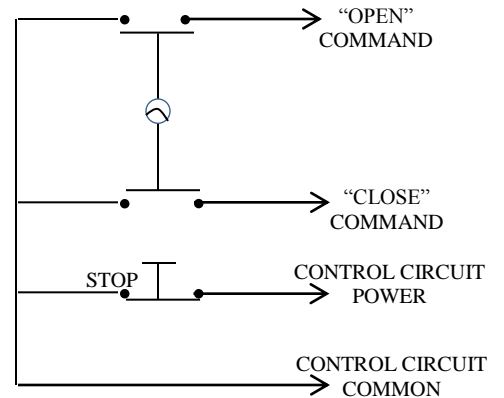 “OPEN”
COMMAND
“CLOSE”
COMMAND
STOP
CONTROL CIRCUIT
POWER
CONTROL CIRCUIT
COMMON